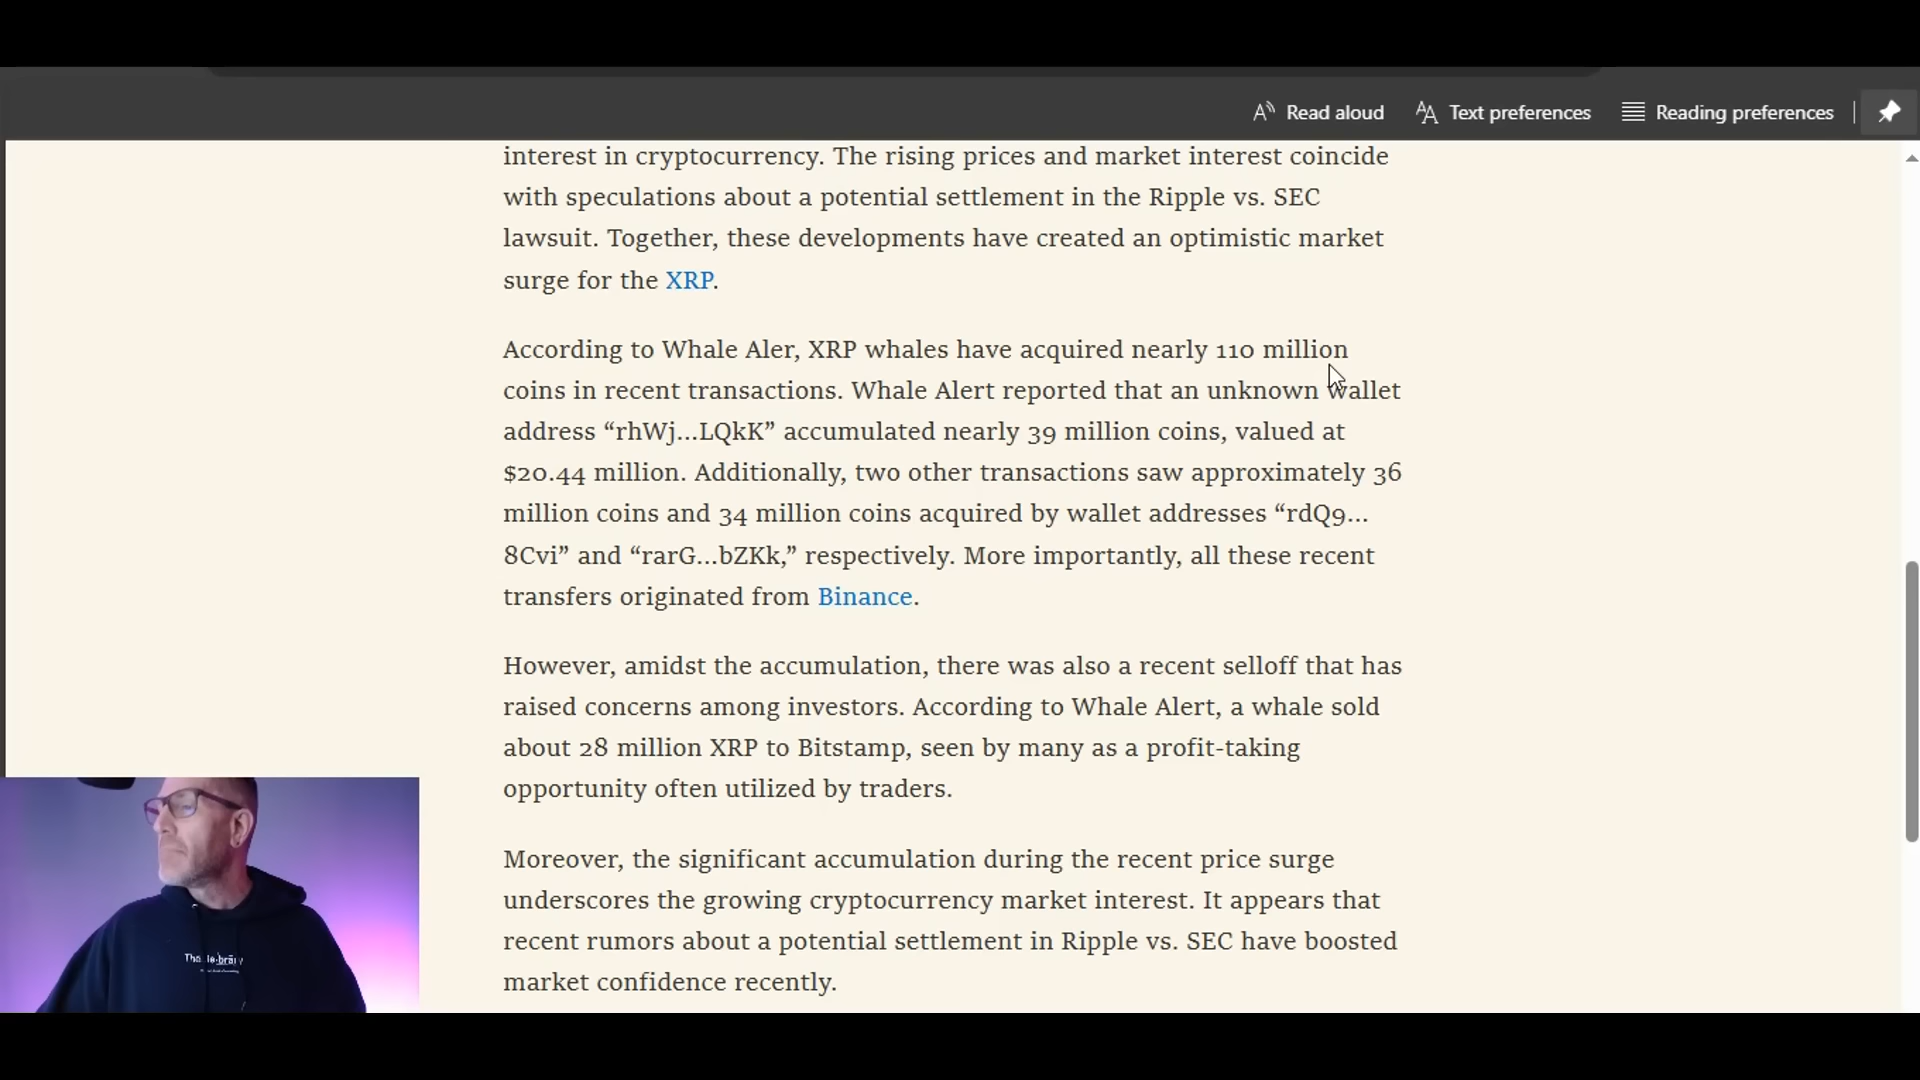 Read aloud
Text preferences
Reading preferences
interest in cryptocurrency. The rising prices and market interest coincide
with speculations about a potential settlement in the Ripple vs. SEC
lawsuit. Together, these developments have created an optimistic market
surge for the XRP.
According to Whale Aler, XRP whales have acquired nearly 110 million
coins in recent transactions. Whale Alert reported that an unknown wallet
address “rhWj...LQkK” accumulated nearly 39 million coins, valued at
$20.44 million. Additionally, two other transactions saw approximately 36
million coins and 34 million coins acquired by wallet addresses “rdQ9...
8Cvi” and “rarG...bZKk,” respectively. More importantly, all these recent
transfers originated from Binance.
However, amidst the accumulation, there was also a recent selloff that has
raised concerns among investors. According to Whale Alert, a whale sold
about 28 million XRP to Bitstamp, seen by many as a profit-taking
opportunity often utilized by traders.
Moreover, the significant accumulation during the recent price surge
underscores the growing cryptocurrency market interest. It appears that
recent rumors about a potential settlement in Ripple vs. SEC have boosted
market confidence recently.